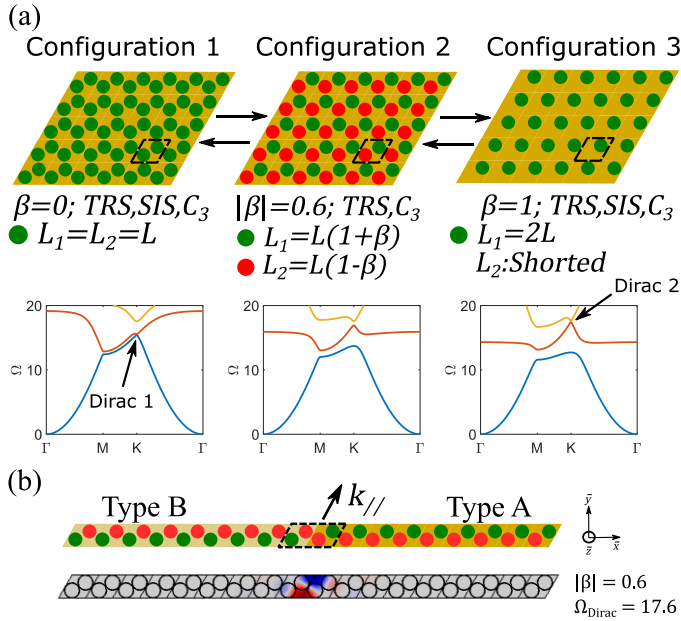 (a)
Configuration 1 Configuration 2 Configuration 3
β=0; TRS,SIS,C₃ |β|=0.6; TRS,C₃ β=1; TRS,SIS,C₃
L₁=L₂=L L₁=L(1+β) L₁=2L
L₂=L(1-β) L₂:Shorted
20 20 20
Dirac 2
10 10 10
Ω Ω Ω
Dirac 1
0 0 0
Γ M K Γ Γ M K Γ Γ M K Γ
(b)
Type B k// Type A
ȳ
z̄ x̄
|β| = 0.6
Ω_Dirac = 17.6